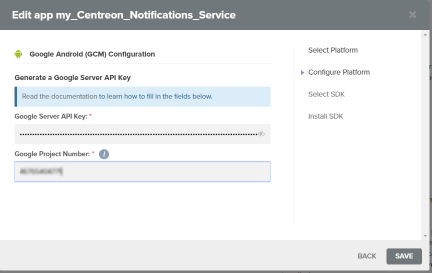 Edit app my_Centreon_Notifications_Service
Google Android (GCM) Configuration
Generate a Google Server API Key
Read the documentation to learn how to fill in the fields below.
Google Server API Key: *
Google Project Number: *
Select Platform
Configure Platform
Select SDK
Install SDK
BACK
SAVE